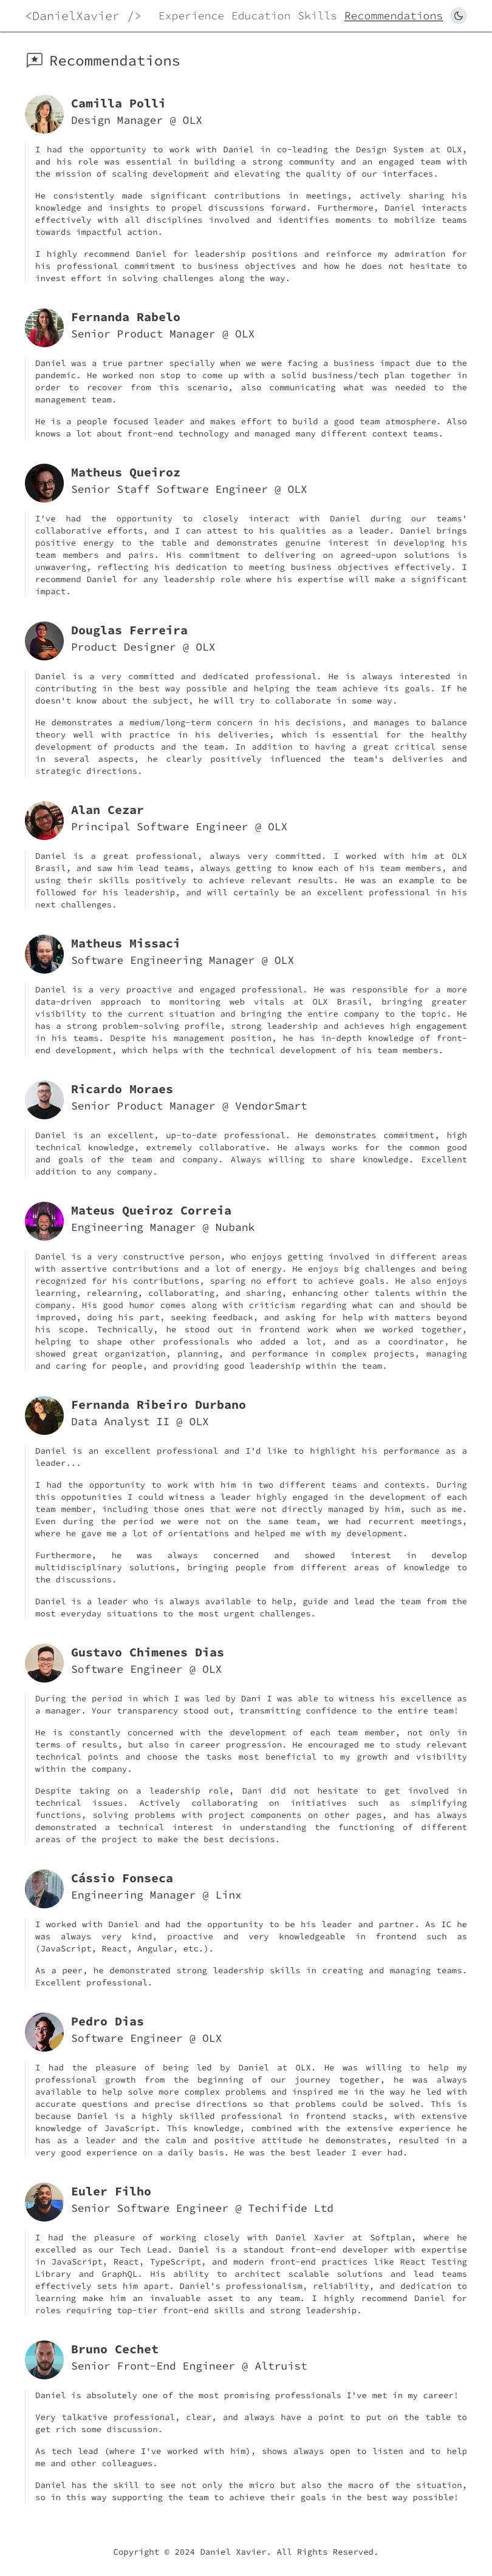 <DanielXavier />
Experience Education Skills Recommendations
Recommendations
Camilla Polli
Design Manager @ OLX
I had the opportunity to work with Daniel in co-leading the Design System at OLX,
and his role was essential in building a strong community and an engaged team with
the mission of scaling development and elevating the quality of our interfaces.
He consistently made significant contributions in meetings, actively sharing his
knowledge and insights to propel discussions forward. Furthermore, Daniel interacts
effectively with all disciplines involved and identifies moments to mobilize teams
towards impactful action.
I highly recommend Daniel for leadership positions and reinforce my admiration for
his professional commitment to business objectives and how he does not hesitate to
invest effort in solving challenges along the way.
Fernanda Rabelo
Senior Product Manager @ OLX
Daniel was a true partner specially when we were facing a business impact due to the
pandemic. He worked non stop to come up with a solid business/tech plan together in
order to recover from this scenario, also communicating what was needed to the
management team.
He is a people focused leader and makes effort to build a good team atmosphere. Also
knows a lot about front-end technology and managed many different context teams.
Matheus Queiroz
Senior Staff Software Engineer @ OLX
I've had the opportunity to closely interact with Daniel during our teams'
collaborative efforts, and I can attest to his qualities as a leader. Daniel brings
positive energy to the table and demonstrates genuine interest in developing his
team members and pairs. His commitment to delivering on agreed-upon solutions is
unwavering, reflecting his dedication to meeting business objectives effectively. I
recommend Daniel for any leadership role where his expertise will make a significant
impact.
Douglas Ferreira
Product Designer @ OLX
Daniel is a very committed and dedicated professional. He is always interested in
contributing in the best way possible and helping the team achieve its goals. If he
doesn't know about the subject, he will try to collaborate in some way.
He demonstrates a medium/long-term concern in his decisions, and manages to balance
theory well with practice in his deliveries, which is essential for the healthy
development of products and the team. In addition to having a great critical sense
in several aspects, he clearly positively influenced the team's deliveries and
strategic directions.
Alan Cezar
Principal Software Engineer @ OLX
Daniel is a great professional, always very committed. I worked with him at OLX
Brasil, and saw him lead teams, always getting to know each of his team members, and
using their skills positively to achieve relevant results. He was an example to be
followed for his leadership, and will certainly be an excellent professional in his
next challenges.
Matheus Missaci
Software Engineering Manager @ OLX
Daniel is a very proactive and engaged professional. He was responsible for a more
data-driven approach to monitoring web vitals at OLX Brasil, bringing greater
visibility to the current situation and bringing the entire company to the topic. He
has a strong problem-solving profile, strong leadership and achieves high engagement
in his teams. Despite his management position, he has in-depth knowledge of front-
end development, which helps with the technical development of his team members.
Ricardo Moraes
Senior Product Manager @ VendorSmart
Daniel is an excellent, up-to-date professional. He demonstrates commitment, high
technical knowledge, extremely collaborative. He always works for the common good
and goals of the team and company. Always willing to share knowledge. Excellent
addition to any company.
Mateus Queiroz Correia
Engineering Manager @ Nubank
Daniel is a very constructive person, who enjoys getting involved in different areas
with assertive contributions and a lot of energy. He enjoys big challenges and being
recognized for his contributions, sparing no effort to achieve goals. He also enjoys
learning, relearning, collaborating, and sharing, enhancing other talents within the
company. His good humor comes along with criticism regarding what can and should be
improved, doing his part, seeking feedback, and asking for help with matters beyond
his scope. Technically, he stood out in frontend work when we worked together,
helping to shape other professionals who added a lot, and as a coordinator, he
showed great organization, planning, and performance in complex projects, managing
and caring for people, and providing good leadership within the team.
Fernanda Ribeiro Durbano
Data Analyst II @ OLX
Daniel is an excellent professional and I'd like to highlight his performance as a
leader...
I had the opportunity to work with him in two different teams and contexts. During
this oppotunities I could witness a leader highly engaged in the development of each
team member, including those ones that were not directly managed by him, such as me.
Even during the period we were not on the same team, we had recurrent meetings,
where he gave me a lot of orientations and helped me with my development.
Furthermore, he was always concerned and showed interest in develop
multidisciplinary solutions, bringing people from different areas of knowledge to
the discussions.
Daniel is a leader who is always available to help, guide and lead the team from the
most everyday situations to the most urgent challenges.
Gustavo Chimenes Dias
Software Engineer @ OLX
During the period in which I was led by Dani I was able to witness his excellence as
a manager. Your transparency stood out, transmitting confidence to the entire team!
He is constantly concerned with the development of each team member, not only in
terms of results, but also in career progression. He encouraged me to study relevant
technical points and choose the tasks most beneficial to my growth and visibility
within the company.
Despite taking on a leadership role, Dani did not hesitate to get involved in
technical issues. Actively collaborating on initiatives such as simplifying
functions, solving problems with project components on other pages, and has always
demonstrated a technical interest in understanding the functioning of different
areas of the project to make the best decisions.
Cássio Fonseca
Engineering Manager @ Linx
I worked with Daniel and had the opportunity to be his leader and partner. As IC he
was always very kind, proactive and very knowledgeable in frontend such as
(JavaScript, React, Angular, etc.).
As a peer, he demonstrated strong leadership skills in creating and managing teams.
Excellent professional.
Pedro Dias
Software Engineer @ OLX
I had the pleasure of being led by Daniel at OLX. He was willing to help my
professional growth from the beginning of our journey together, he was always
available to help solve more complex problems and inspired me in the way he led with
accurate questions and precise directions so that problems could be solved. This is
because Daniel is a highly skilled professional in frontend stacks, with extensive
knowledge of JavaScript. This knowledge, combined with the extensive experience he
has as a leader and the calm and positive attitude he demonstrates, resulted in a
very good experience on a daily basis. He was the best leader I ever had.
Euler Filho
Senior Software Engineer @ Techifide Ltd
I had the pleasure of working closely with Daniel Xavier at Softplan, where he
excelled as our Tech Lead. Daniel is a standout front-end developer with expertise
in JavaScript, React, TypeScript, and modern front-end practices like React Testing
Library and GraphQL. His ability to architect scalable solutions and lead teams
effectively sets him apart. Daniel's professionalism, reliability, and dedication to
learning make him an invaluable asset to any team. I highly recommend Daniel for
roles requiring top-tier front-end skills and strong leadership.
Bruno Cechet
Senior Front-End Engineer @ Altruist
Daniel is absolutely one of the most promising professionals I've met in my career!
Very talkative professional, clear, and always have a point to put on the table to
get rich some discussion.
As tech lead (where I've worked with him), shows always open to listen and to help
me and other colleagues.
Daniel has the skill to see not only the micro but also the macro of the situation,
so in this way supporting the team to achieve their goals in the best way possible!
Copyright © 2024 Daniel Xavier. All Rights Reserved.